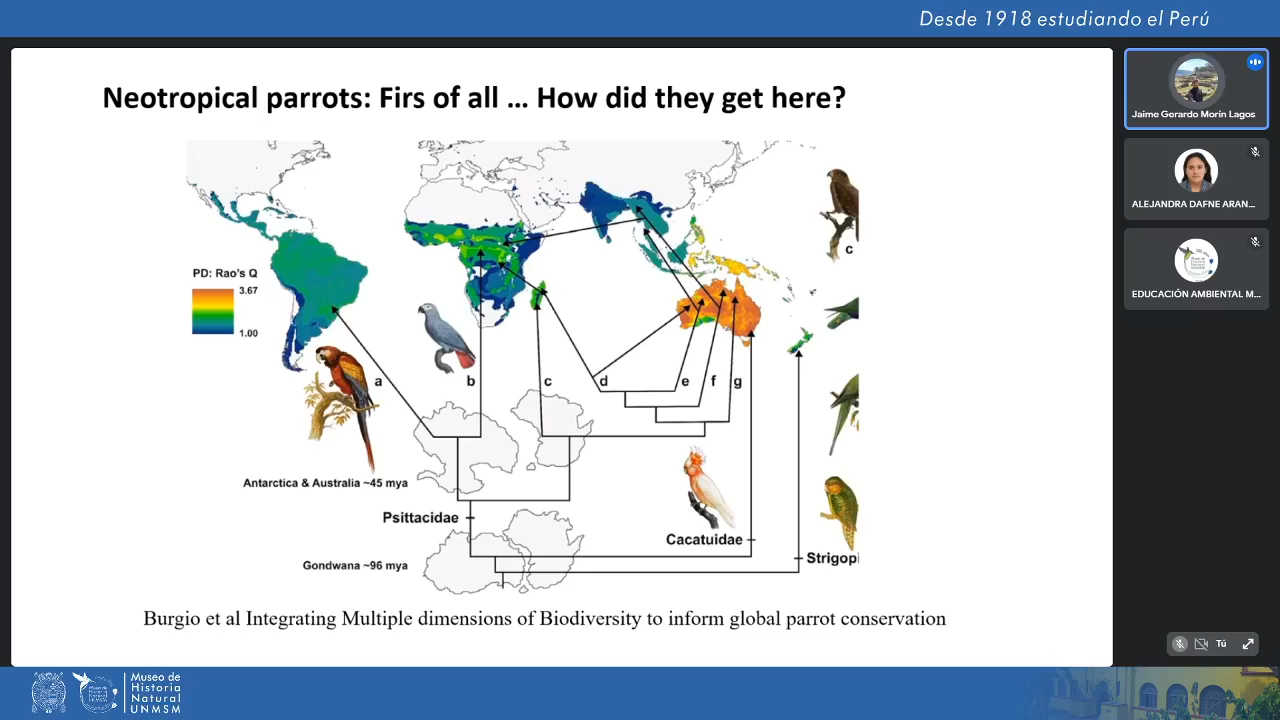 Desde 1918 estudiando el Perú
Neotropical parrots: Firs of all ... How did they get here?
PD: Rao's Q
3.67
1.00
a
b
c
d
e
f
g
c
Antarctica & Australia ~45 mya
Psittacidae
Cacatuidae
Gondwana ~96 mya
Strigopi
Burgio et al Integrating Multiple dimensions of Biodiversity to inform global parrot conservation
Jaime Gerardo Morin Lagos
ALEJANDRA DAFNE ARAN...
EDUCACIÓN AMBIENTAL M...
Tú
Museo de
Historia
Natural
UNMSM